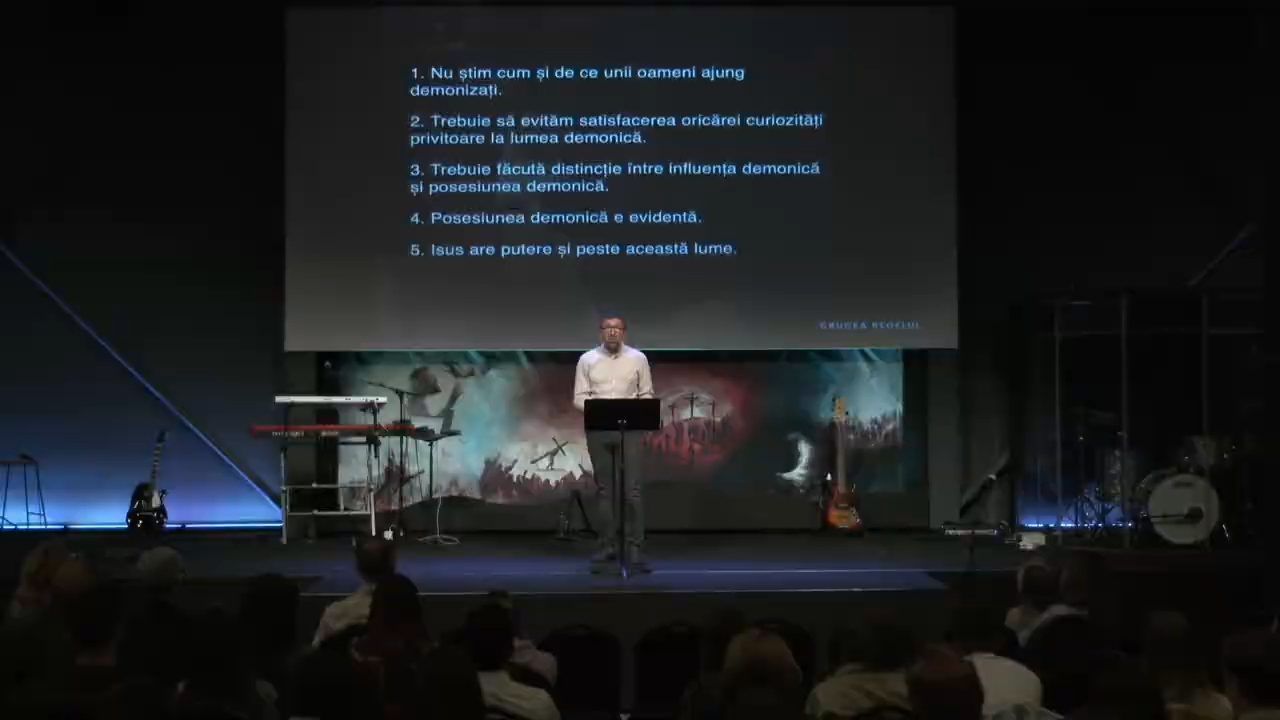 1. Nu știm cum și de ce unii oameni ajung
demonizați.
2. Trebuie să evităm satisfacerea oricărei curiozități
privitoare la lumea demonică.
3. Trebuie făcută distincție între influența demonică
și posesiunea demonică.
4. Posesiunea demonică e evidentă.
5. Isus are putere și peste această lume.